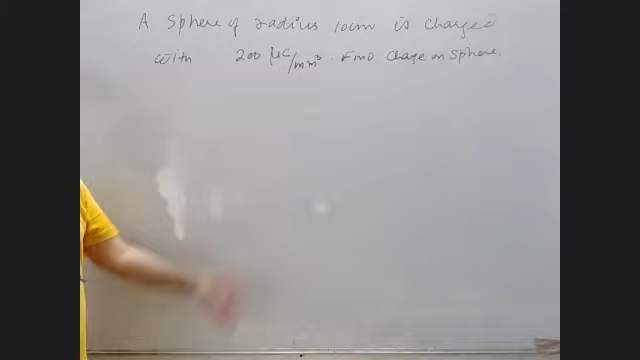 A Sphere of radius 10cm is charged
with 200 μC/mm³. Find Charge on Sphere.